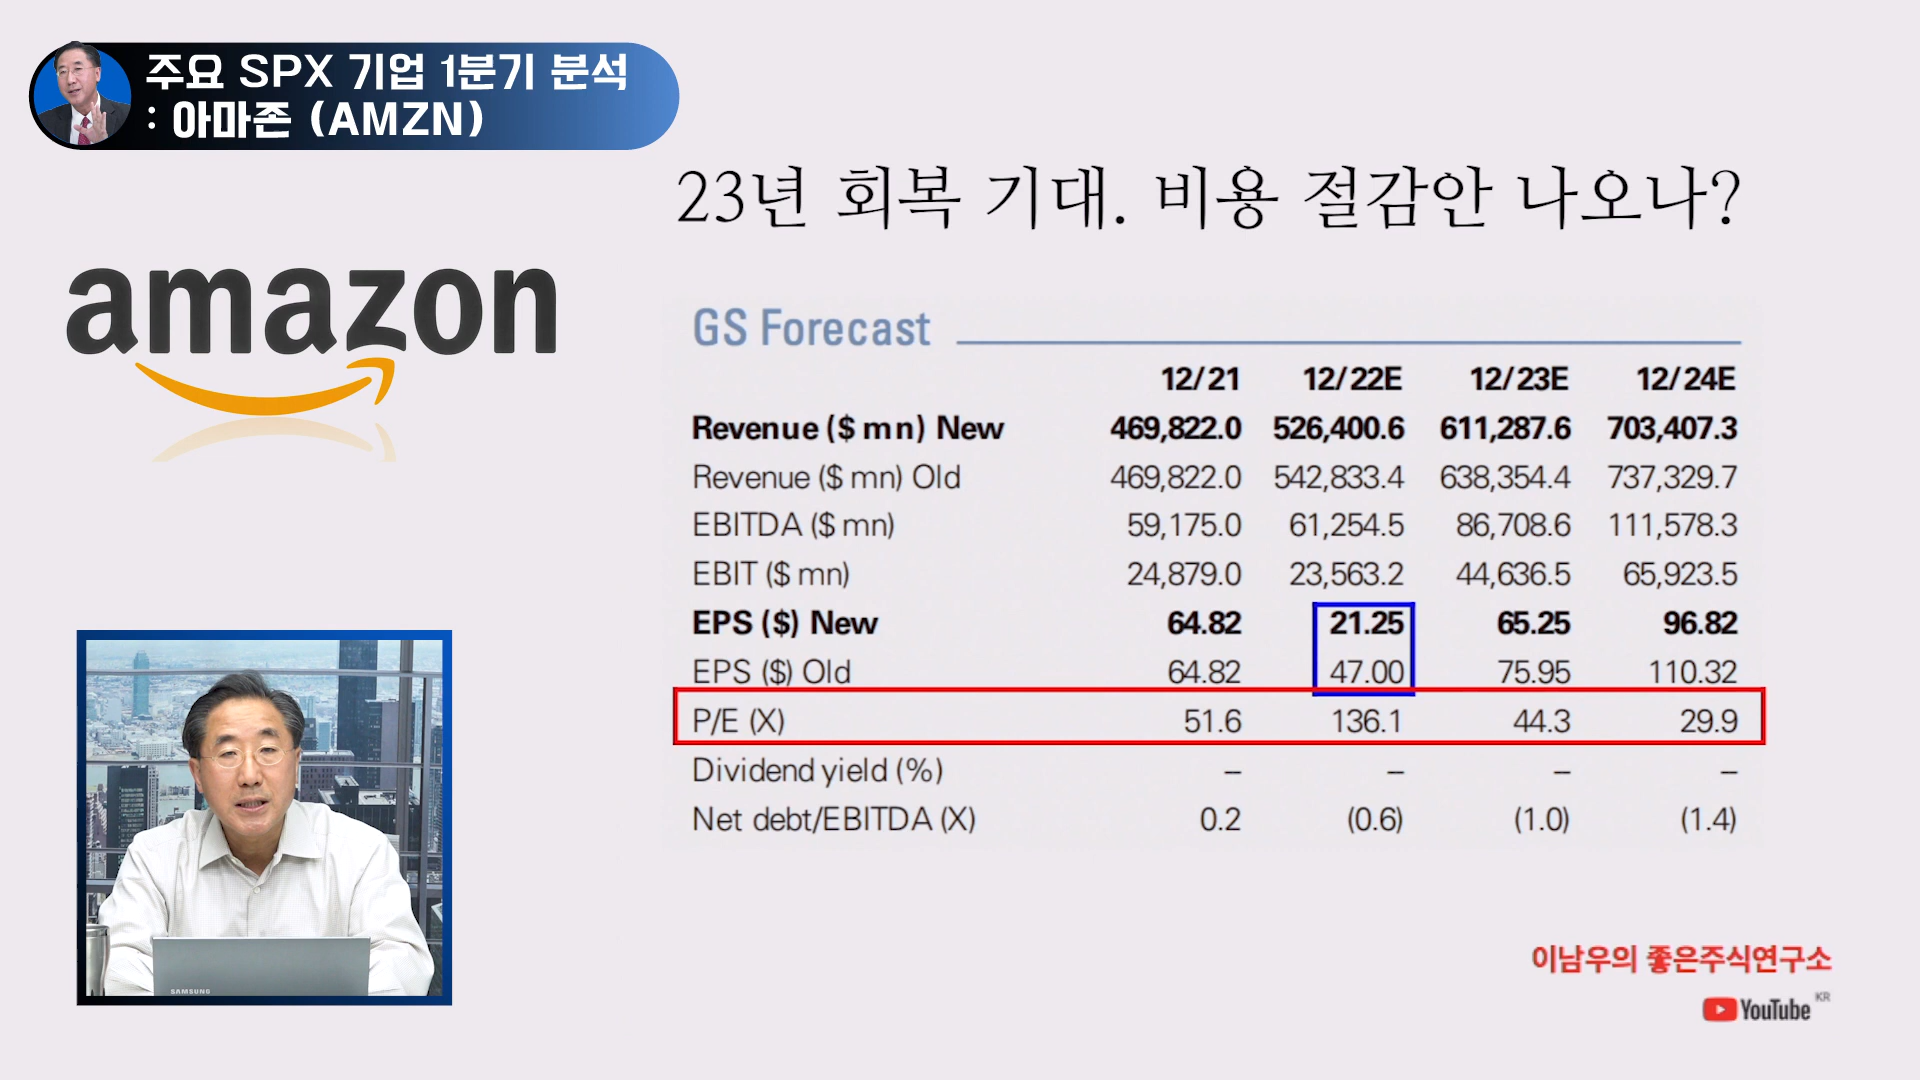 주요 SPX 기업 1분기 분석
: 아마존 (AMZN)
23년 회복 기대. 비용 절감안 나오나?
amazon
GS Forecast
12/21 12/22E 12/23E 12/24E
Revenue ($ mn) New 469,822.0 526,400.6 611,287.6 703,407.3
Revenue ($ mn) Old 469,822.0 542,833.4 638,354.4 737,329.7
EBITDA ($ mn) 59,175.0 61,254.5 86,708.6 111,578.3
EBIT ($ mn) 24,879.0 23,563.2 44,636.5 65,923.5
EPS ($) New 64.82 21.25 65.25 96.82
EPS ($) Old 64.82 47.00 75.95 110.32
P/E (X) 51.6 136.1 44.3 29.9
Dividend yield (%) – – – –
Net debt/EBITDA (X) 0.2 (0.6) (1.0) (1.4)
SAMSUNG
이남우의 좋은주식연구소
YouTube KR